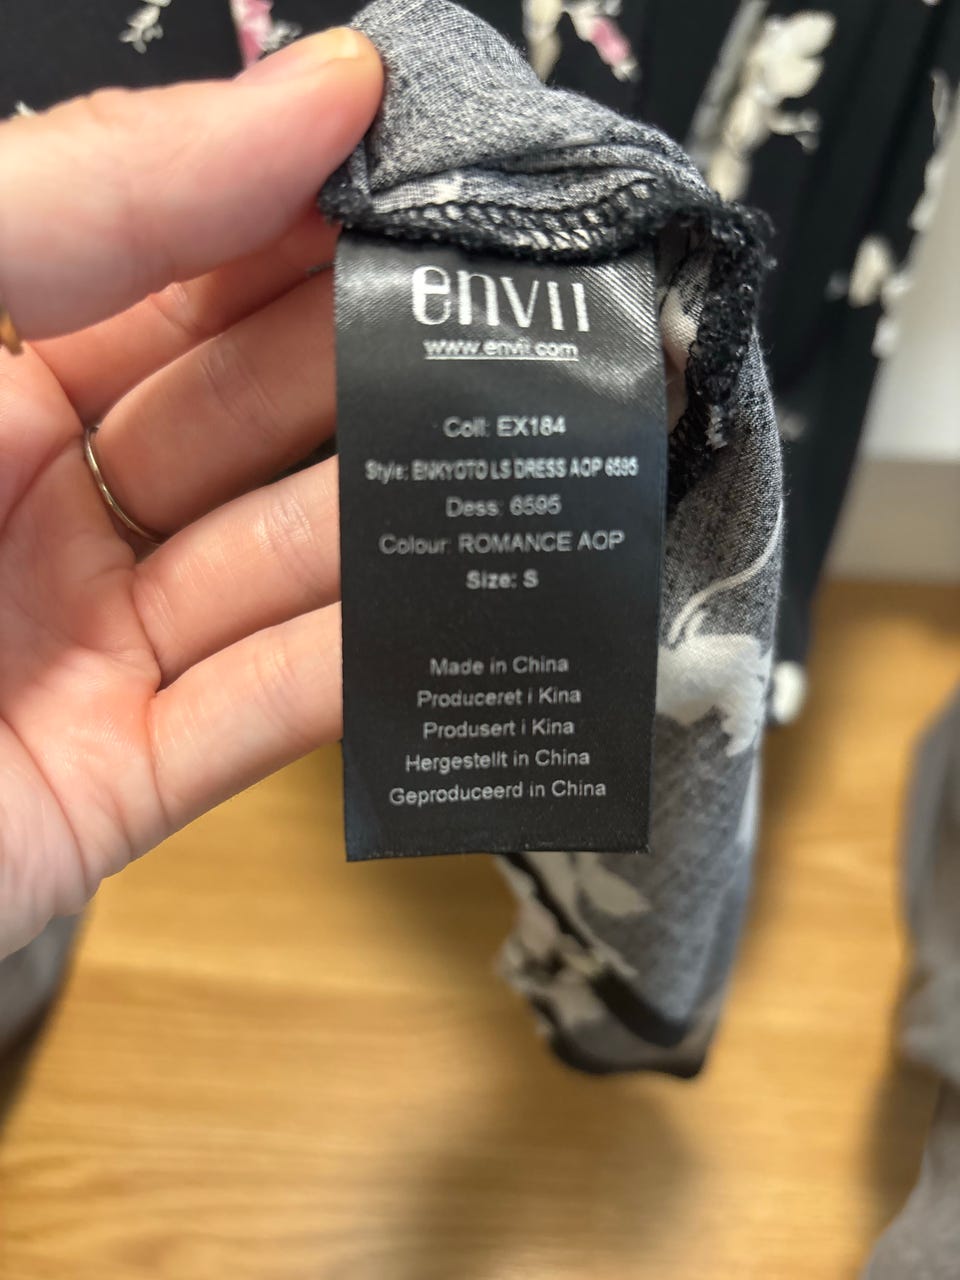 envii
www.envii.com
Coll: EX184
Style: ENKYOTO LS DRESS AOP 6595
Dess: 6595
Colour: ROMANCE AOP
Size: S
Made in China
Produceret i Kina
Produsert i Kina
Hergestellt in China
Geproduceerd in China